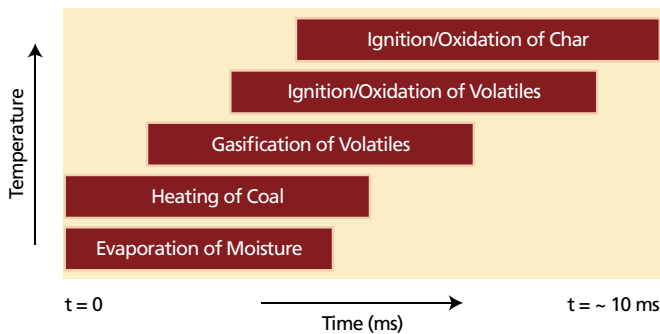 Temperature
Ignition/Oxidation of Char
Ignition/Oxidation of Volatiles
Gasification of Volatiles
Heating of Coal
Evaporation of Moisture
t = 0
t = ~ 10 ms
Time (ms)